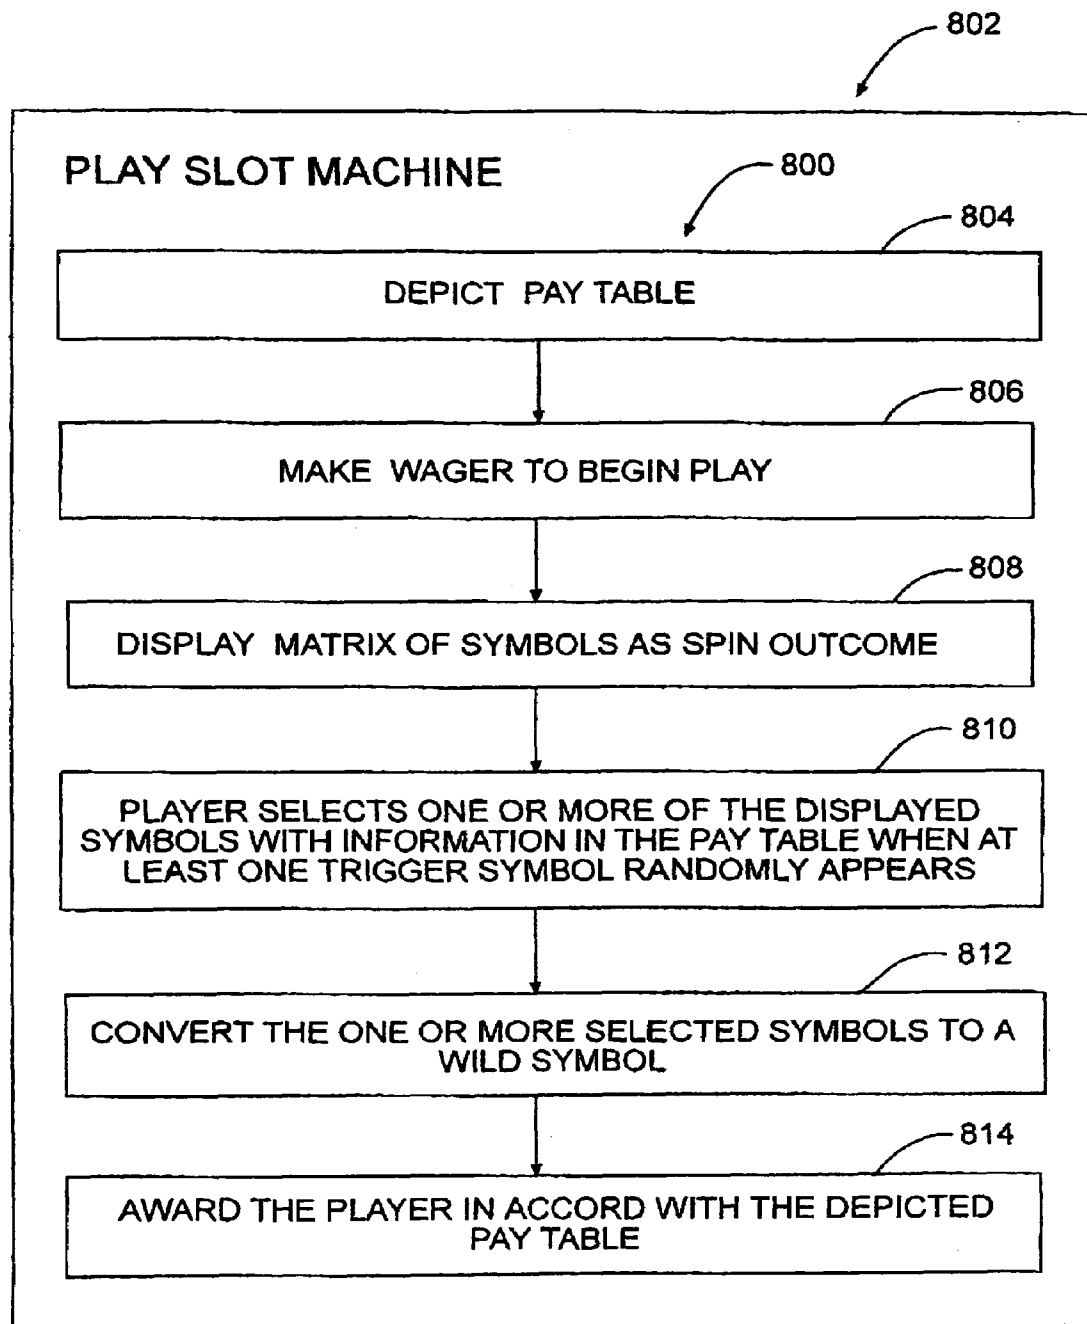 802
PLAY SLOT MACHINE
800
804
DEPICT PAY TABLE
806
MAKE WAGER TO BEGIN PLAY
808
DISPLAY MATRIX OF SYMBOLS AS SPIN OUTCOME
810
PLAYER SELECTS ONE OR MORE OF THE DISPLAYED
SYMBOLS WITH INFORMATION IN THE PAY TABLE WHEN AT
LEAST ONE TRIGGER SYMBOL RANDOMLY APPEARS
812
CONVERT THE ONE OR MORE SELECTED SYMBOLS TO A
WILD SYMBOL
814
AWARD THE PLAYER IN ACCORD WITH THE DEPICTED
PAY TABLE